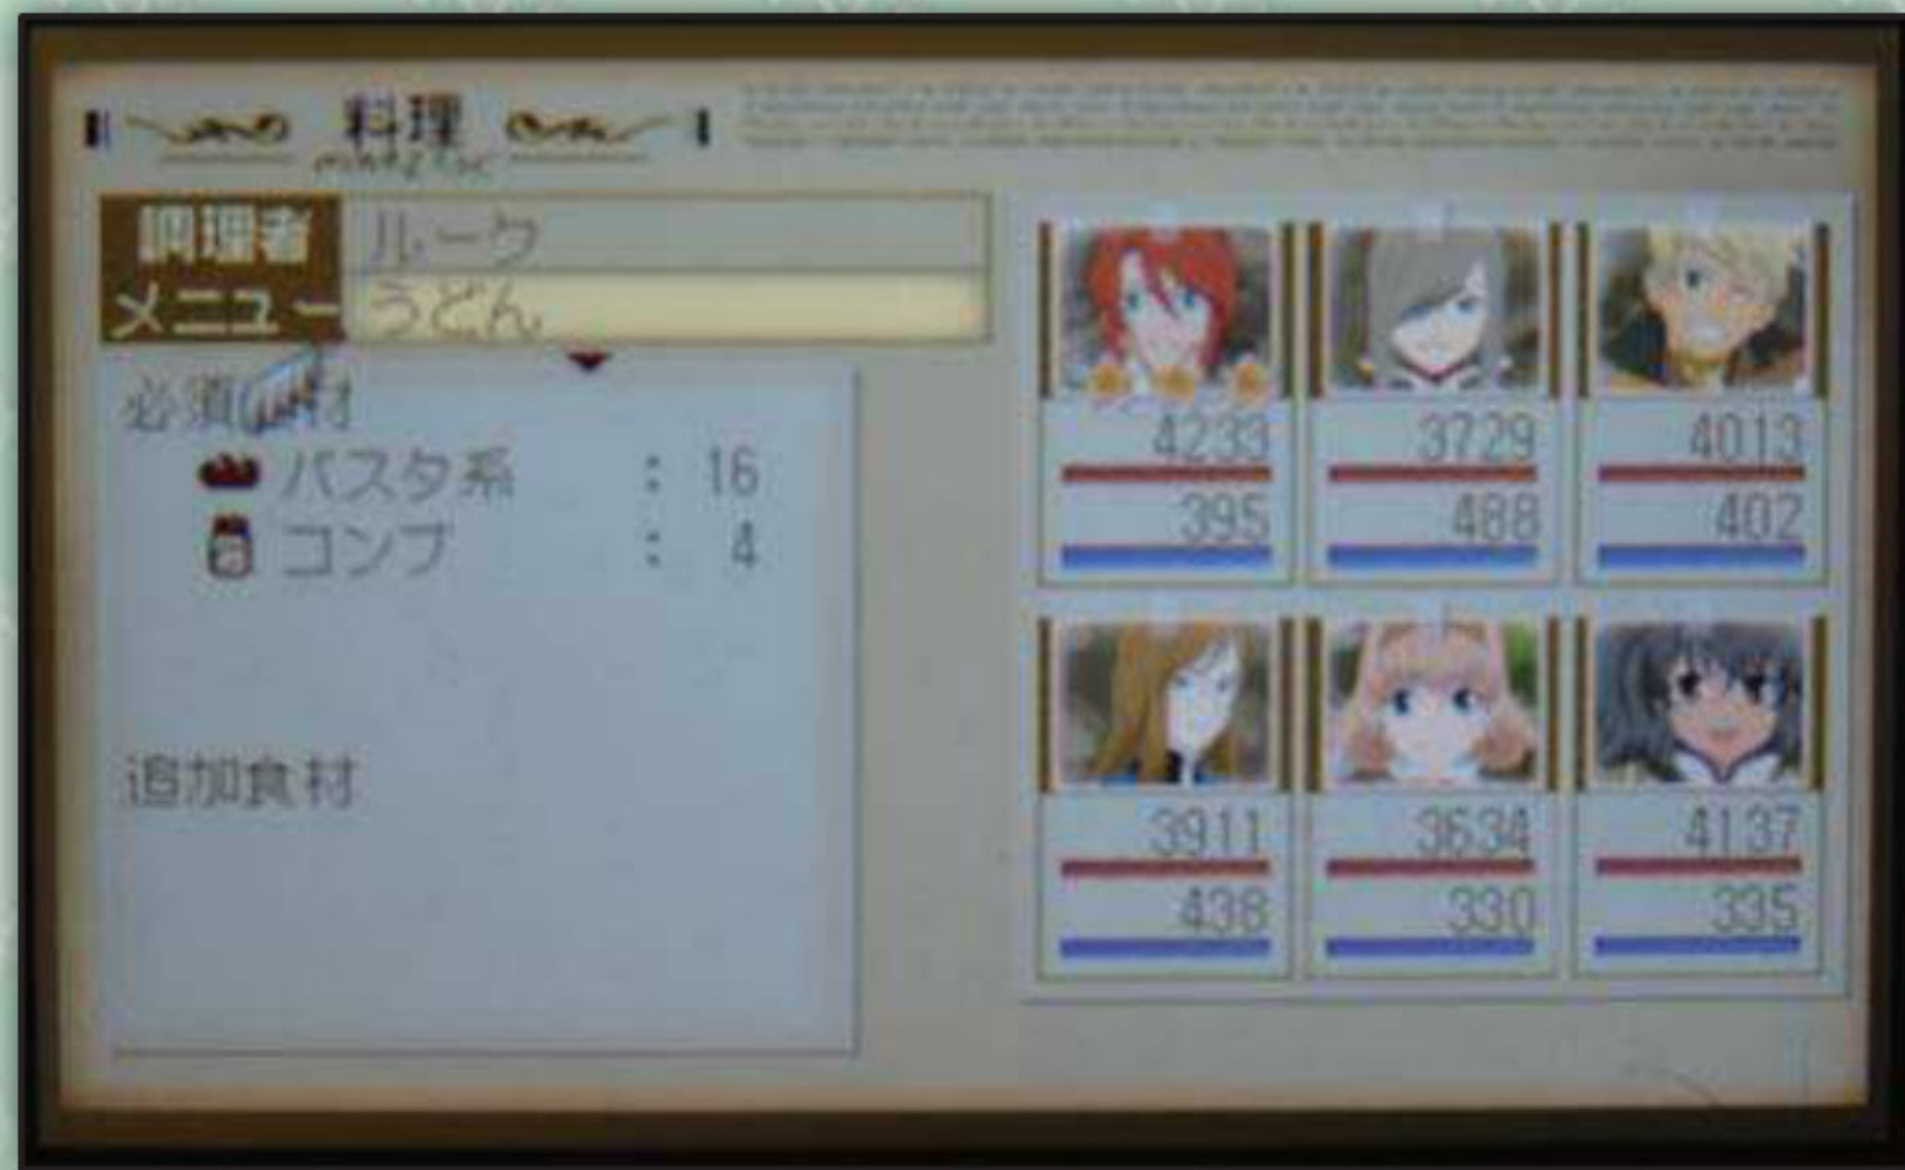 料理
調理者 ルーク
メニュー うどん
必須 材
パスタ系 : 16
コンブ : 4
追加食材
4233 3729 4013
395 488 402
3911 3634 4137
438 330 335